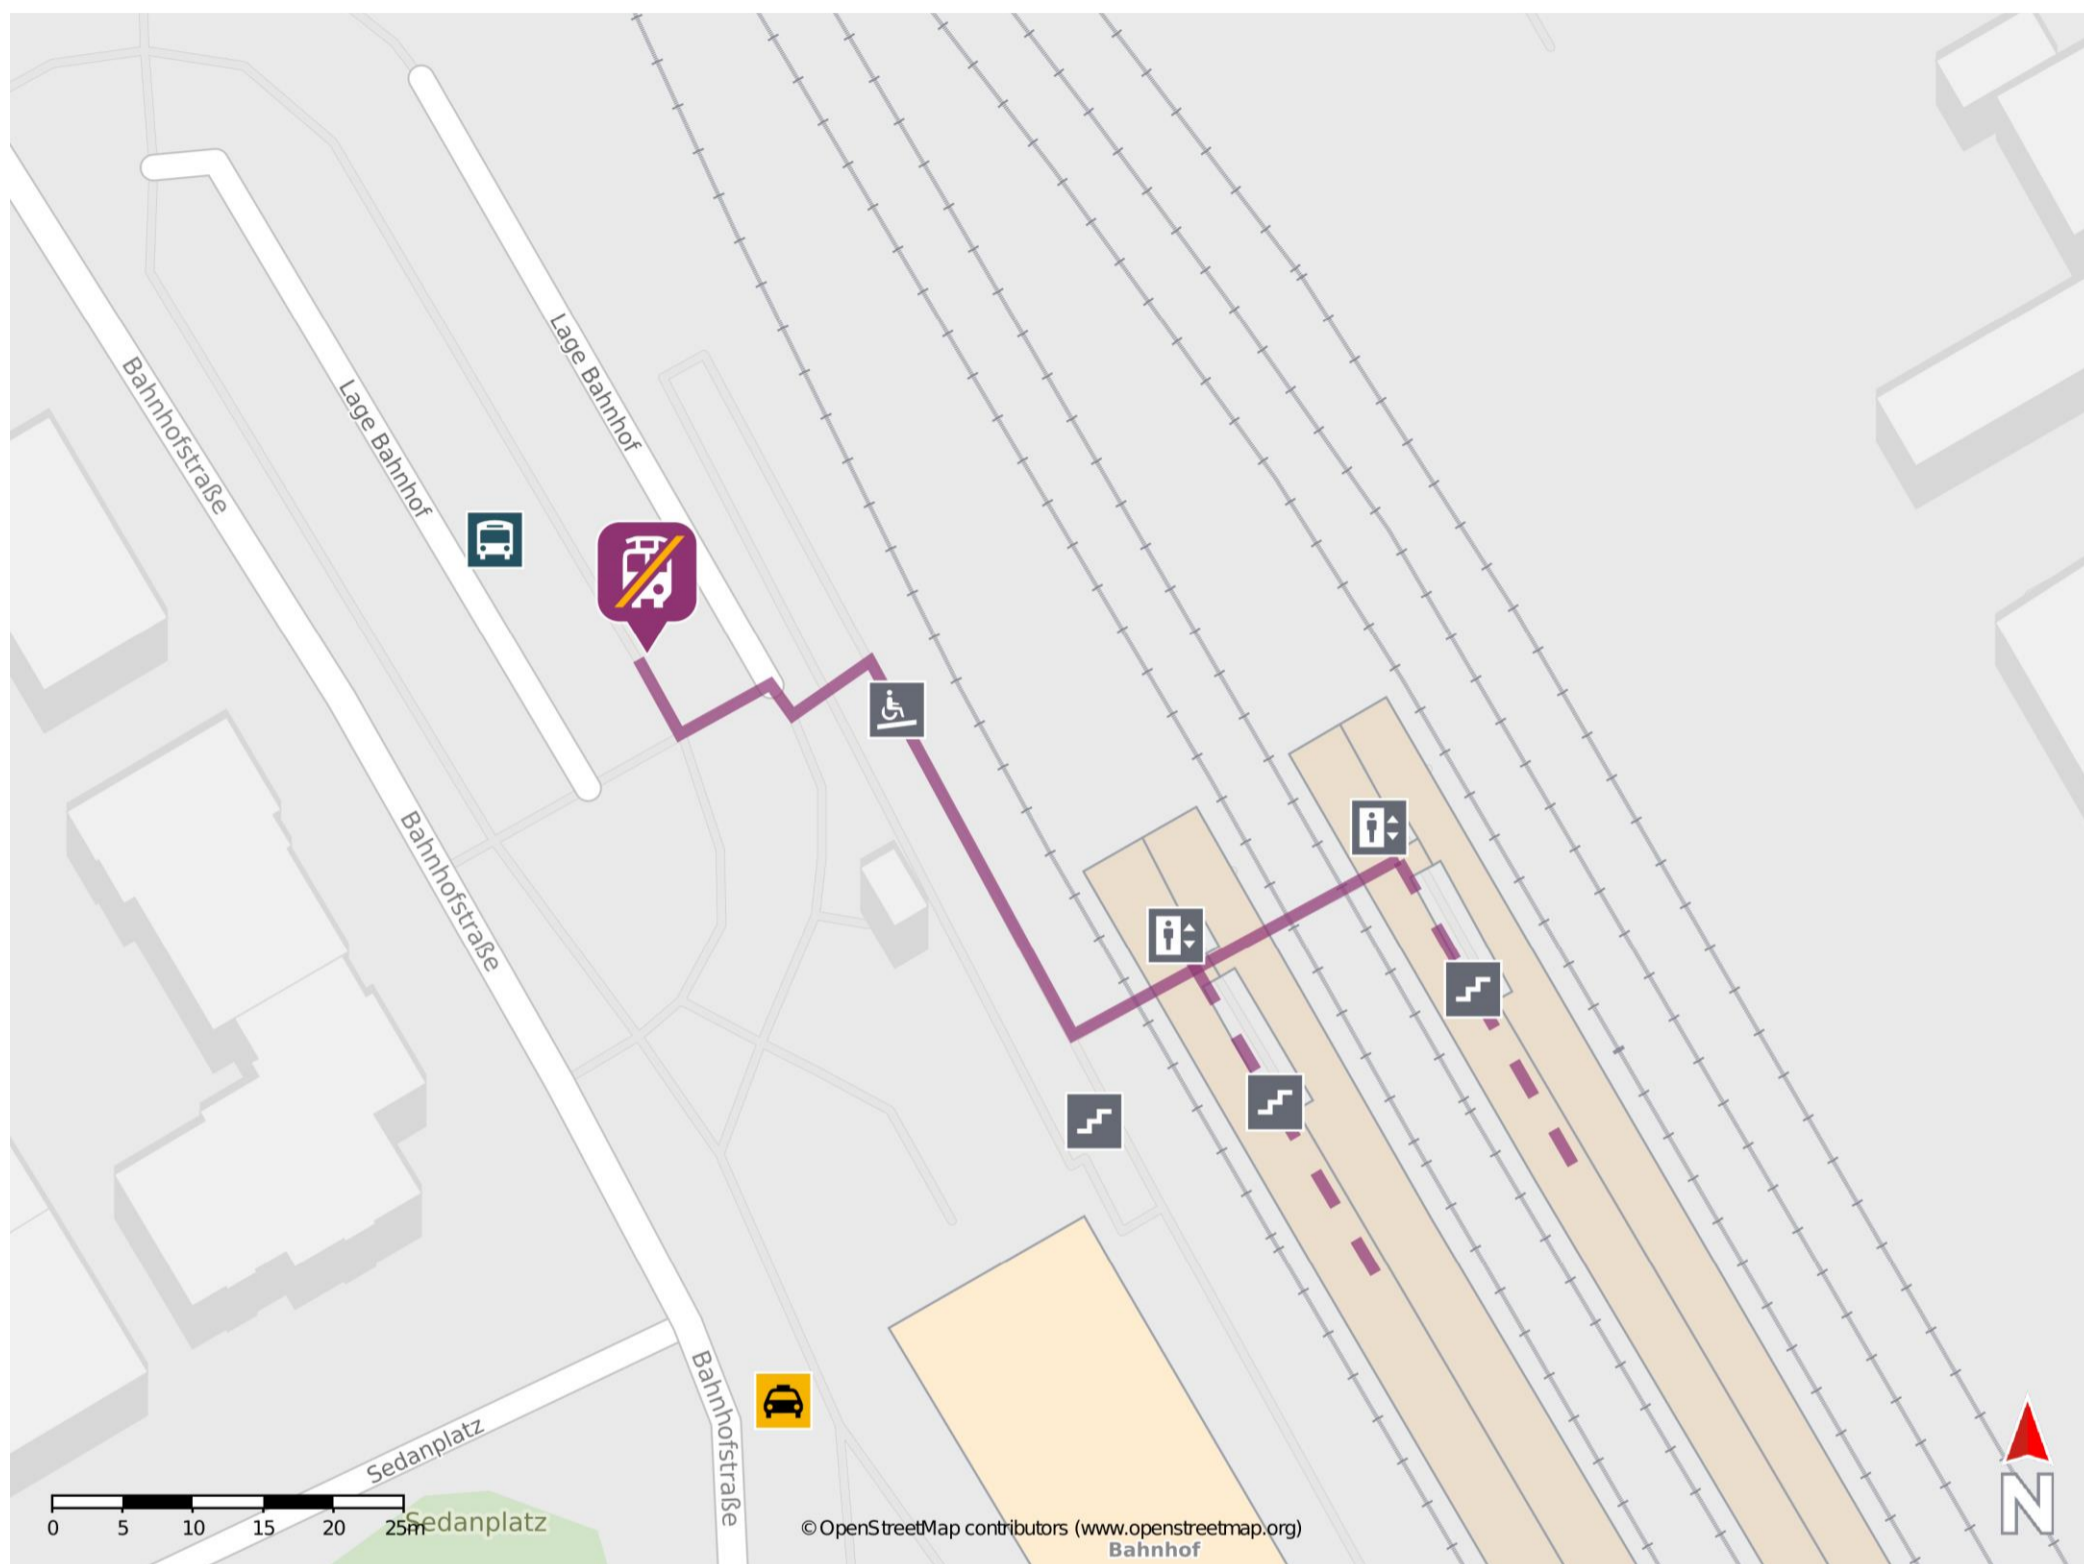 Lage Bahnhof
Bahnhofstraße
Lage Bahnhof
Bahnhofstraße
Bahnhofstraße
Sedanplatz
Sedanplatz
0 5 10 15 20 25m
© OpenStreetMap contributors (www.openstreetmap.org)
Bahnhof
N